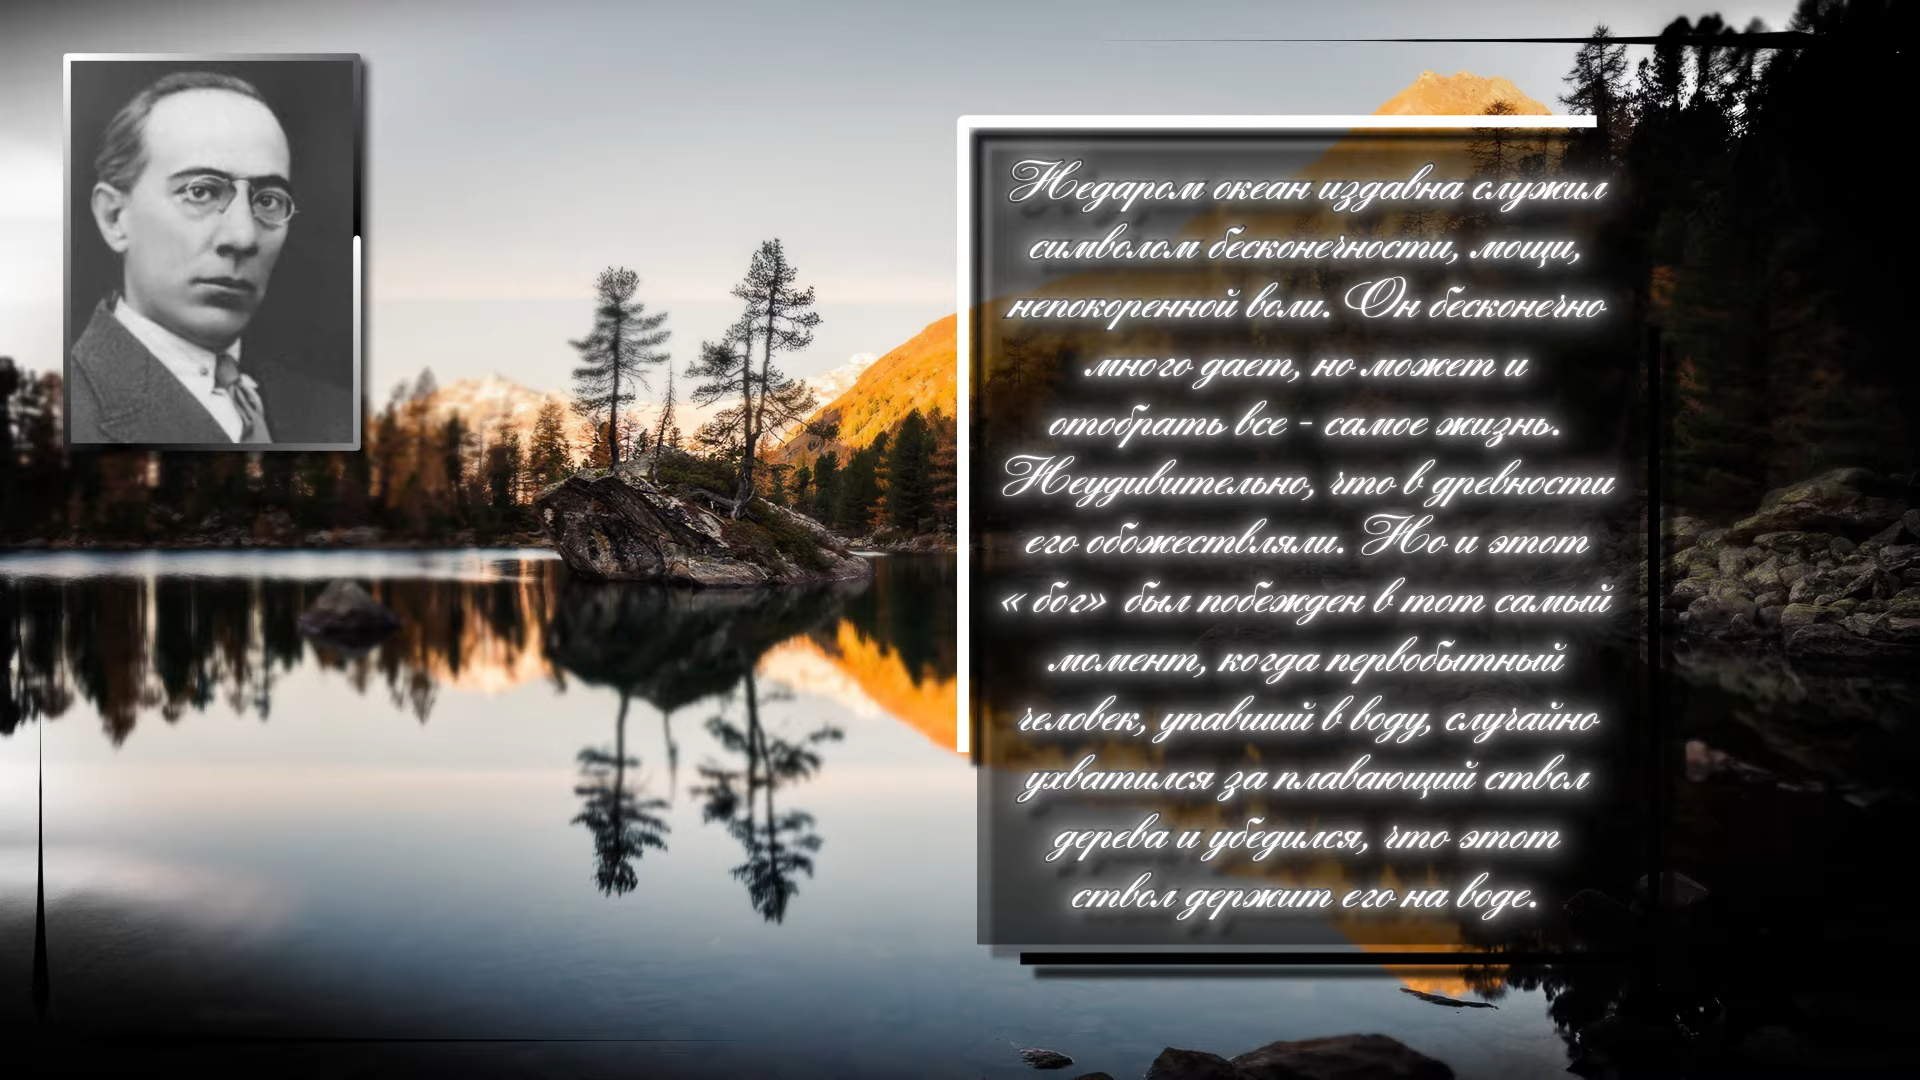 Недаром океан издавна служил
символом бесконечности, мощи,
непокоренной воли. Он бесконечно
много дает, но может и
отобрать все - самое жизнь.
Неудивительно, что в древности
его обожествляли. Но и этот
« бог» был побежден в тот самый
момент, когда первобытный
человек, упавший в воду, случайно
ухватился за плавающий ствол
дерева и убедился, что этот
ствол держит его на воде.